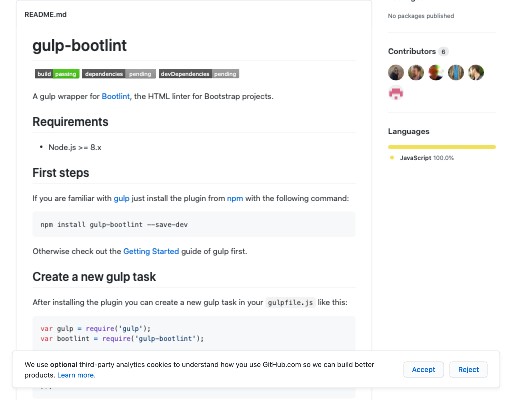 README.md
No packages published
gulp-bootlint
build passing dependencies pending devDependencies pending
A gulp wrapper for Bootlint, the HTML linter for Bootstrap projects.
Requirements
• Node.js >= 8.x
First steps
If you are familiar with gulp just install the plugin from npm with the following command:
npm install gulp-bootlint --save-dev
Otherwise check out the Getting Started guide of gulp first.
Create a new gulp task
After installing the plugin you can create a new gulp task in your gulpfile.js like this:
var gulp = require('gulp');
var bootlint = require('gulp-bootlint');
Contributors 6
Languages
JavaScript 100.0%
We use optional third-party analytics cookies to understand how you use GitHub.com so we can build better
products. Learn more.
Accept
Reject